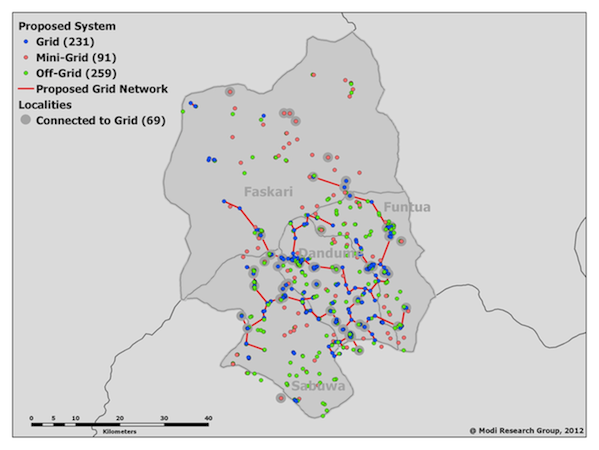 Proposed System
Grid (231)
Mini-Grid (91)
Off-Grid (259)
Proposed Grid Network
Localities
Connected to Grid (69)
Faskari
Funtua
Dandume
Sabuwa
0 5 10 20 30 40
Kilometers
@ Modi Research Group, 2012